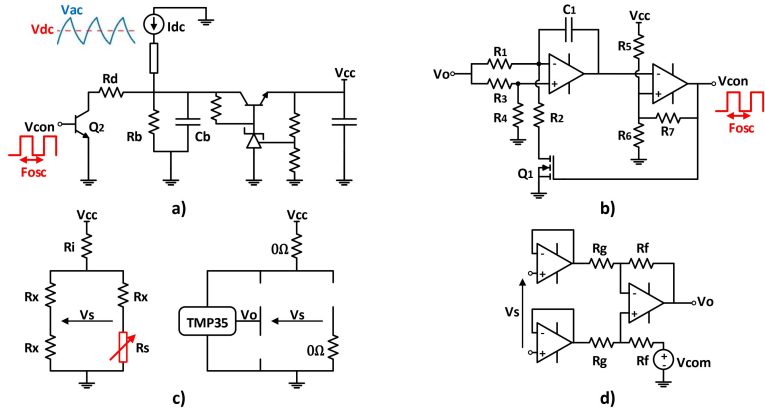 Vac
Vdc
Idc
Vcc
Rd
Vcon
Q2
Rb
Cb
Fosc
a)
C1
Vcc
R1
R5
Vo
R3
Vcon
R4
R2
R6
R7
Fosc
Q1
b)
Vcc
Ri
Rx
Rx
Vs
Rx
Rs
Vcc
0Ω
TMP35
Vo
Vs
0Ω
c)
Rg
Rf
Vs
Vo
Rg
Rf
Vcom
d)